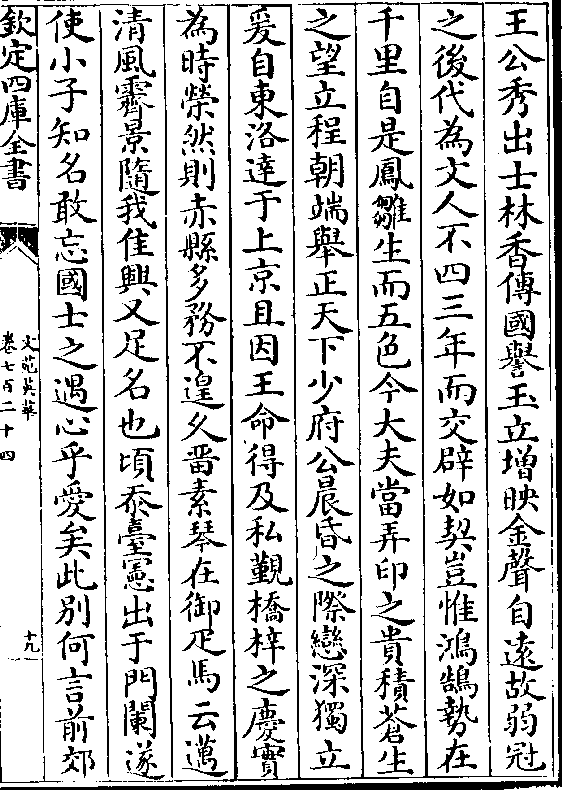 王公秀出士林香傳國譽玉立增映金聲自遠故弱冠
之後代為文人不四三年而交辟如契豈惟鴻鵠勢在
千里自是鳳雛生而五色今大夫當弄印之貴積蒼生
之望立程朝端舉正天下少府公晨昏之際戀深獨立
爰自東洛達于上京且因王命得及私覲橋梓之慶實
為時榮然則赤縣多務不遑久畱素琴在御疋馬云邁
清風霽景隨我佳興又足名也頃忝臺憲出于門闌遂
使小子知名敢忘國士之遇心乎愛矣此別何言前郊
欽定四庫全書
文苑英華
卷七百二十四
十九